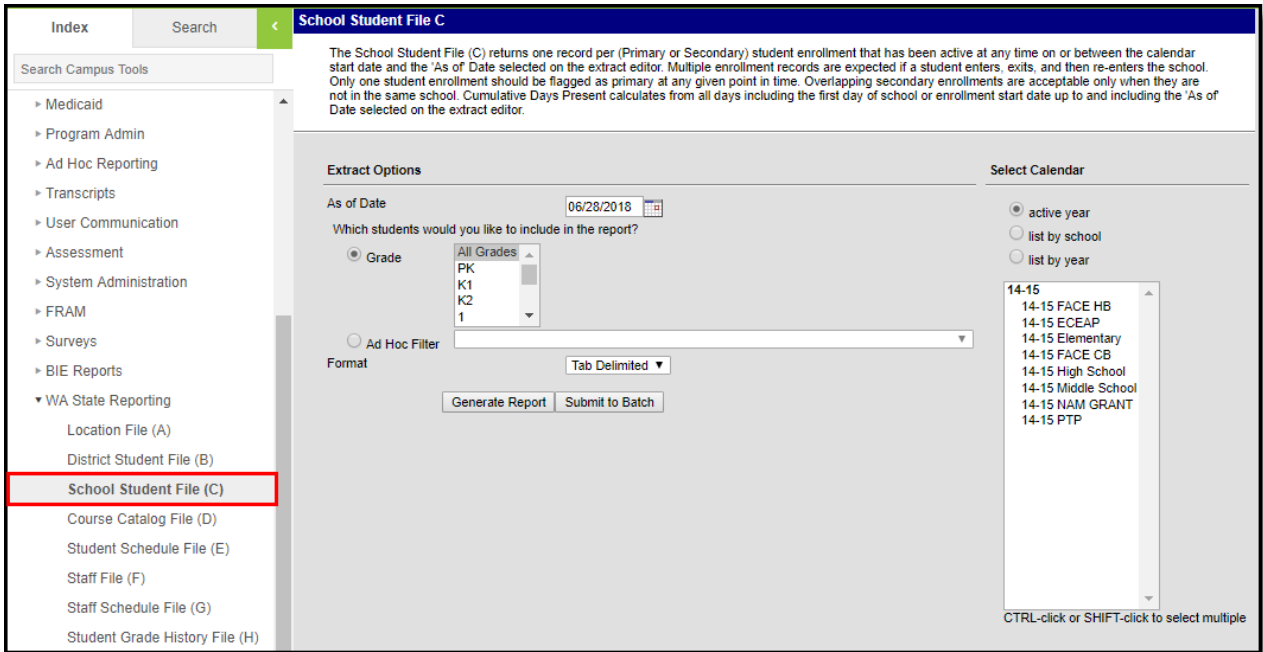 Index
Search
Search Campus Tools
Medicaid
Program Admin
Ad Hoc Reporting
Transcripts
User Communication
Assessment
System Administration
FRAM
Surveys
BIE Reports
WA State Reporting
Location File (A)
District Student File (B)
School Student File (C)
Course Catalog File (D)
Student Schedule File (E)
Staff File (F)
Staff Schedule File (G)
Student Grade History File (H)
School Student File C
The School Student File (C) returns one record per (Primary or Secondary) student enrollment that has been active at any time on or between the calendar
start date and the 'As of' Date selected on the extract editor. Multiple enrollment records are expected if a student enters, exits, and then re-enters the school.
Only one student enrollment should be flagged as primary at any given point in time. Overlapping secondary enrollments are acceptable only when they are
not in the same school. Cumulative Days Present calculates from all days including the first day of school or enrollment start date up to and including the 'As of'
Date selected on the extract editor.
Extract Options
As of Date
06/28/2018
Which students would you like to include in the report?
Grade
All Grades
PK
K1
K2
1
Ad Hoc Filter
Format
Tab Delimited
Generate Report
Submit to Batch
Select Calendar
active year
list by school
list by year
14-15
14-15 FACE HB
14-15 ECEAP
14-15 Elementary
14-15 FACE CB
14-15 High School
14-15 Middle School
14-15 NAM GRANT
14-15 PTP
CTRL-click or SHIFT-click to select multiple